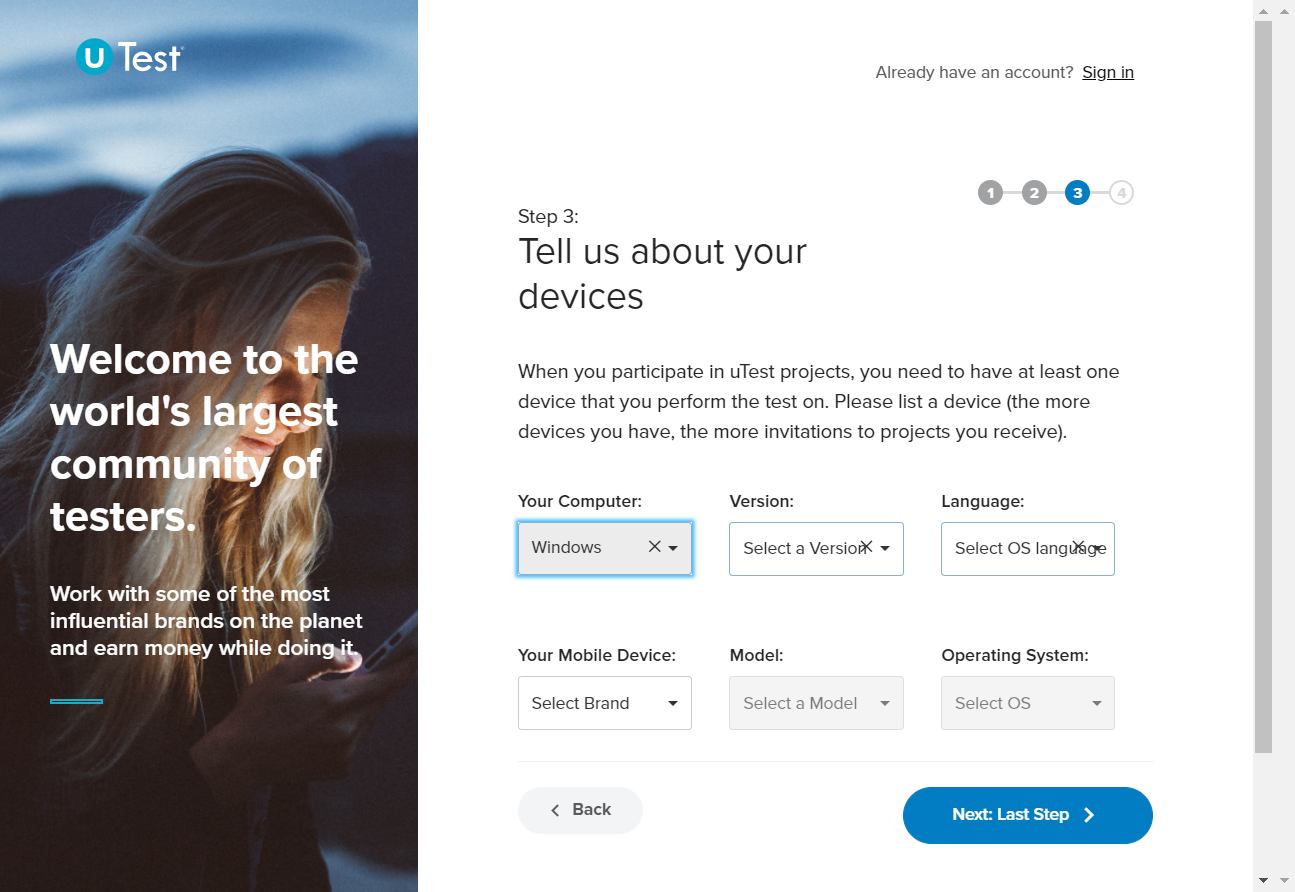 U Test
Already have an account? Sign in
1 2 3 4
Step 3:
Tell us about your
devices
Welcome to the
world's largest
community of
testers.
Work with some of the most
influential brands on the planet
and earn money while doing it.
When you participate in uTest projects, you need to have at least one
device that you perform the test on. Please list a device (the more
devices you have, the more invitations to projects you receive).
Your Computer: Version: Language:
Windows Select a Version Select OS language
Your Mobile Device: Model: Operating System:
Select Brand Select a Model Select OS
Back Next: Last Step